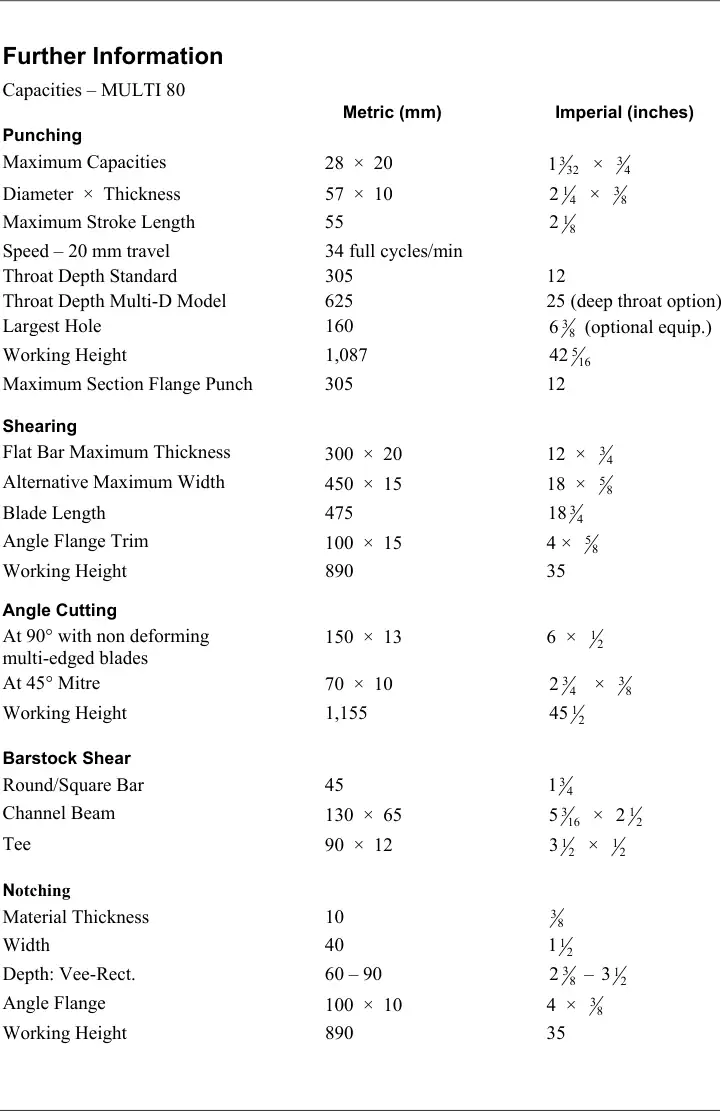 Further Information
Capacities – MULTI 80
Metric (mm) Imperial (inches)
Punching
Maximum Capacities 28 × 20 1 3/32 × 3/4
Diameter × Thickness 57 × 10 2 1/4 × 3/8
Maximum Stroke Length 55 2 1/8
Speed – 20 mm travel 34 full cycles/min
Throat Depth Standard 305 12
Throat Depth Multi-D Model 625 25 (deep throat option)
Largest Hole 160 6 3/8 (optional equip.)
Working Height 1,087 42 5/16
Maximum Section Flange Punch 305 12
Shearing
Flat Bar Maximum Thickness 300 × 20 12 × 3/4
Alternative Maximum Width 450 × 15 18 × 5/8
Blade Length 475 18 3/4
Angle Flange Trim 100 × 15 4 × 5/8
Working Height 890 35
Angle Cutting
At 90° with non deforming 150 × 13 6 × 1/2
multi-edged blades
At 45° Mitre 70 × 10 2 3/4 × 3/8
Working Height 1,155 45 1/2
Barstock Shear
Round/Square Bar 45 1 3/4
Channel Beam 130 × 65 5 3/16 × 2 1/2
Tee 90 × 12 3 1/2 × 1/2
Notching
Material Thickness 10 3/8
Width 40 1 1/2
Depth: Vee-Rect. 60 – 90 2 3/8 – 3 1/2
Angle Flange 100 × 10 4 × 3/8
Working Height 890 35